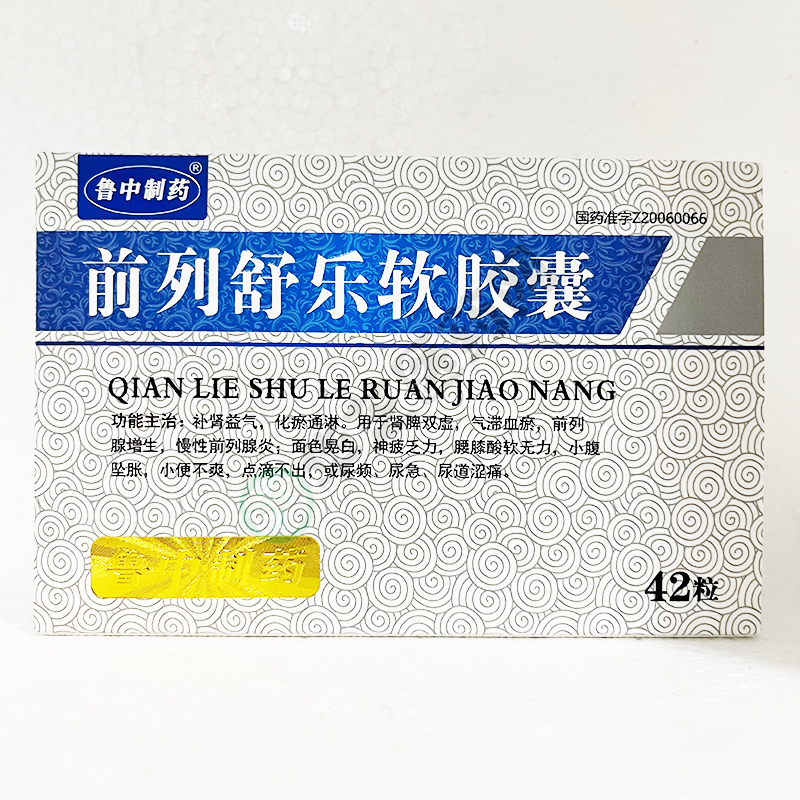 鲁中制药®
国药准字Z20060066
前列舒乐软胶囊
QIAN LIE SHU LE RUAN JIAO NANG
功能主治：补肾益气，化瘀通淋。用于肾脾双虚，气滞血瘀，前列
腺增生，慢性前列腺炎；面色晃白，神疲乏力，腰膝酸软无力，小腹
坠胀，小便不爽，点滴不出，或尿频、尿急、尿道涩痛。
鲁中制药
42粒